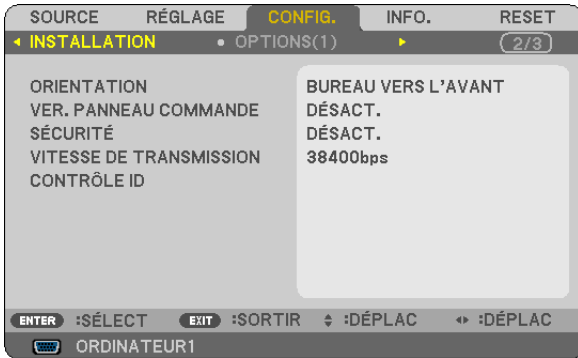 SOURCE RÉGLAGE CONFIG. INFO. RESET
INSTALLATION • OPTIONS(1) 2/3
ORIENTATION BUREAU VERS L'AVANT
VER. PANNEAU COMMANDE DÉSACT.
SÉCURITÉ DÉSACT.
VITESSE DE TRANSMISSION 38400bps
CONTRÔLE ID
ENTER :SÉLECT EXIT :SORTIR :DÉPLAC :DÉPLAC
ORDINATEUR1